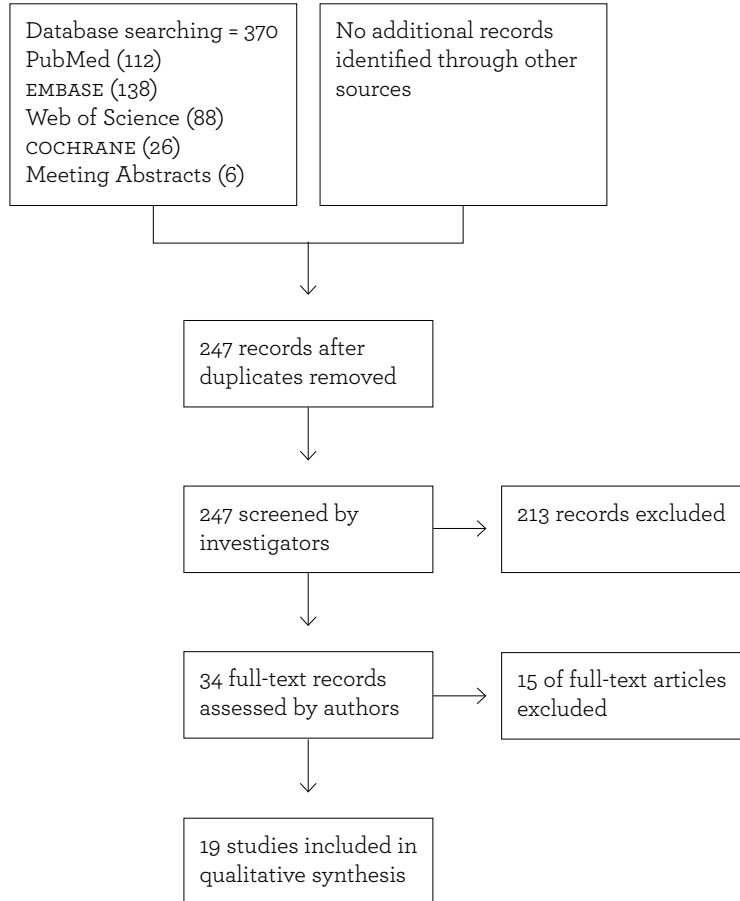 Database searching = 370
PubMed (112)
EMBASE (138)
Web of Science (88)
COCHRANE (26)
Meeting Abstracts (6)
No additional records
identified through other
sources
247 records after
duplicates removed
247 screened by
investigators
213 records excluded
34 full-text records
assessed by authors
15 of full-text articles
excluded
19 studies included in
qualitative synthesis